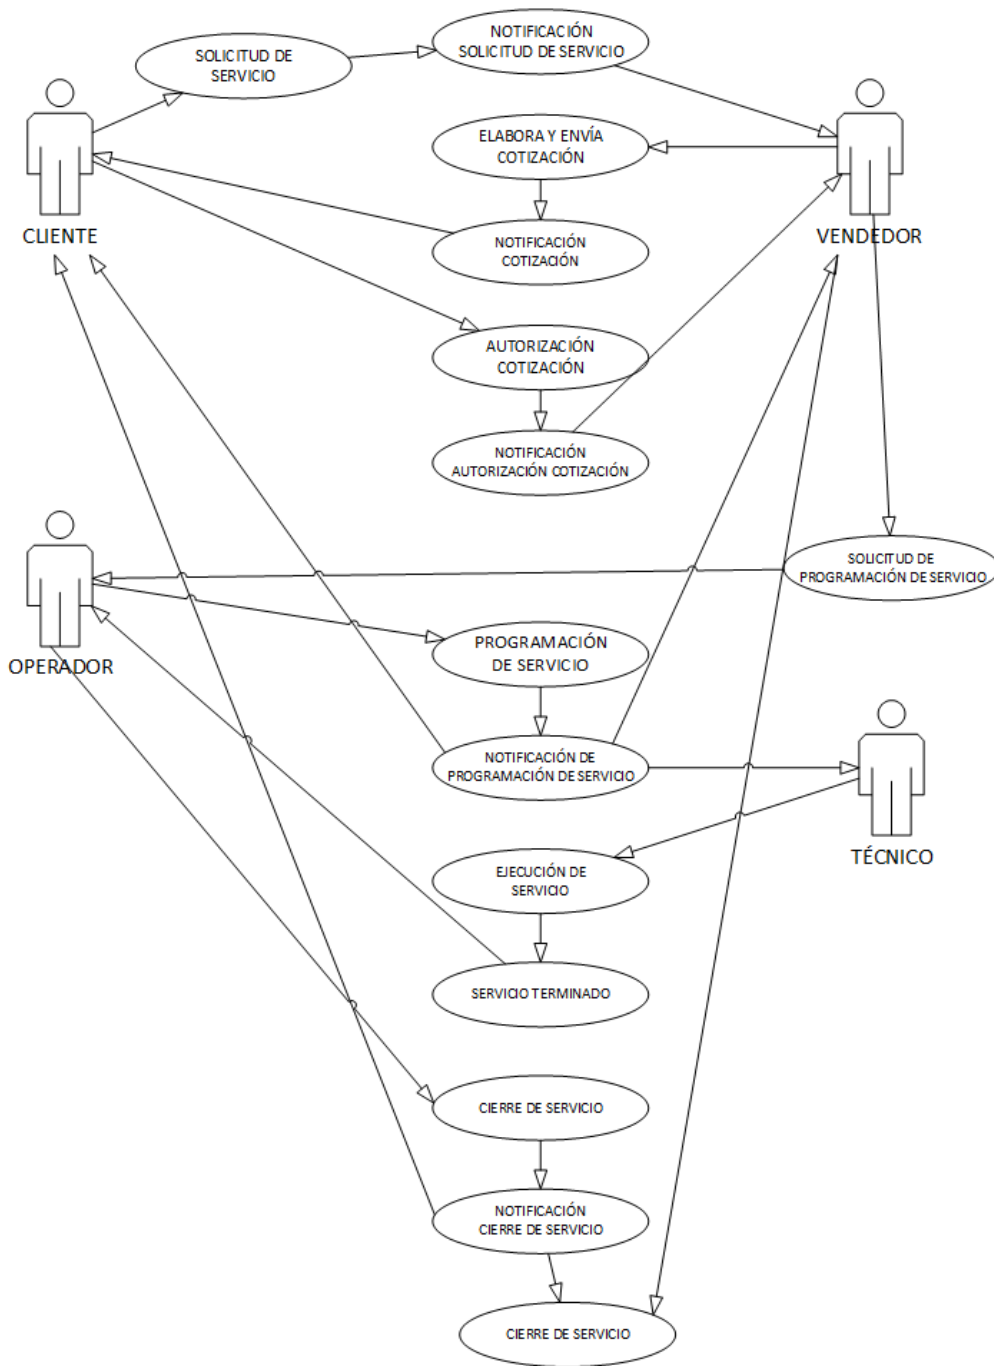 SOLICITUD DE
SERVICIO
NOTIFICACIÓN
SOLICITUD DE SERVICIO
CLIENTE
ELABORA Y ENVÍA
COTIZACIÓN
VENDEDOR
NOTIFICACIÓN
COTIZACIÓN
AUTORIZACIÓN
COTIZACIÓN
NOTIFICACIÓN
AUTORIZACIÓN COTIZACIÓN
SOLICITUD DE
PROGRAMACIÓN DE SERVICIO
OPERADOR
PROGRAMACIÓN
DE SERVICIO
NOTIFICACIÓN DE
PROGRAMACIÓN DE SERVICIO
TÉCNICO
EJECUCIÓN DE
SERVICIO
SERVICIO TERMINADO
CIERRE DE SERVICIO
NOTIFICACIÓN
CIERRE DE SERVICIO
CIERRE DE SERVICIO